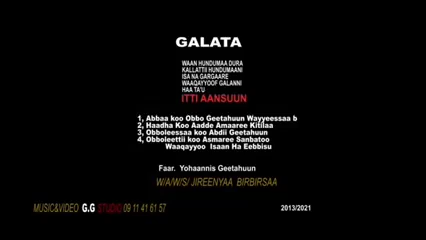 GALATA
WAAN HUNDUMAA DURA
KALLATTII HUNDUMAANI
ISA NA GARGAARE
WAAQAYYOOF GALANNI
HAA TA'U
ITTI AANSUUN
1, Abbaa koo Obbo Geetahuun Wayyeessaa b
2, Haadha Koo Aadde Amaaree Kitilaa
3, Obboleessaa koo Abdii Geetahuun
4, Obboleettii koo Asmaree Sanbatoo
Waaqayyoo Isaan Ha Eebbisu
Faar. Yohaannis Geetahuun
W/A/W/S/ JIREENYAA BIRBIRSAA
MUSIC&VIDEO G.G STUDIO 09 11 41 61 57
2013/2021